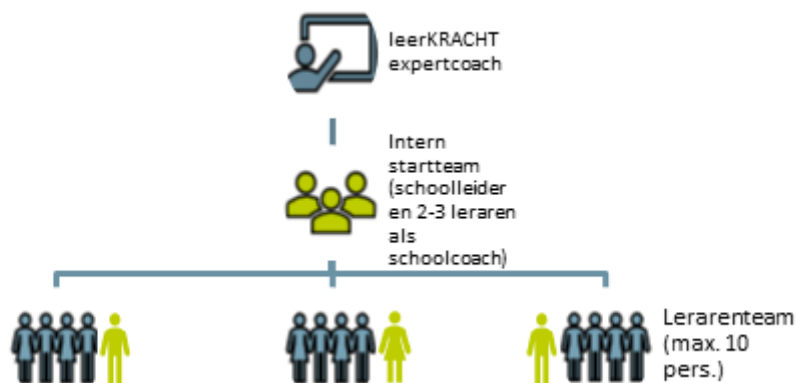 leerKRACHT
expertcoach
Intern
startteam
(schoolleider
en 2-3 leraren
als
schoolcoach)
Lerarenteam
(max. 10
pers.)